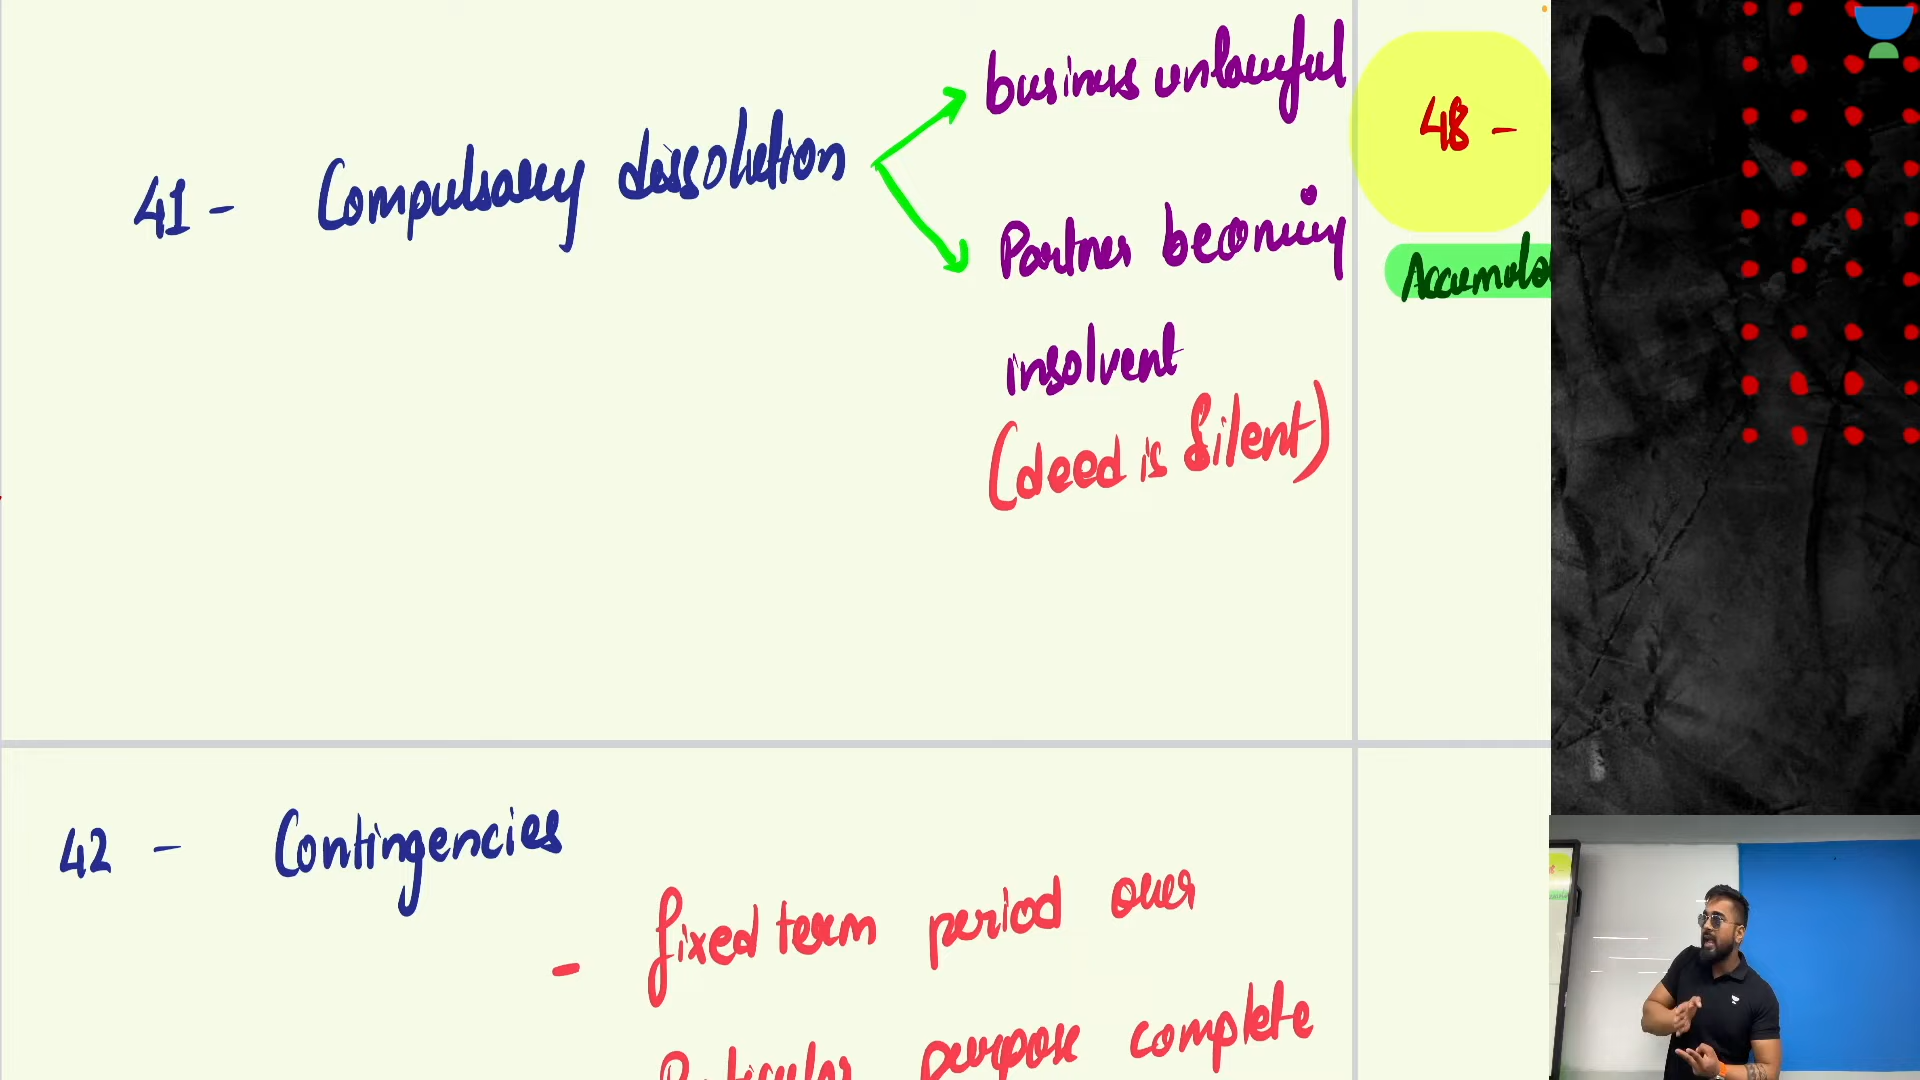 business unlawful
41 - Compulsary dissolution
Partner becoming
insolvent
(deed is Silent)
48 -
42 - Contingencies
- fixed term period over
purpose complete